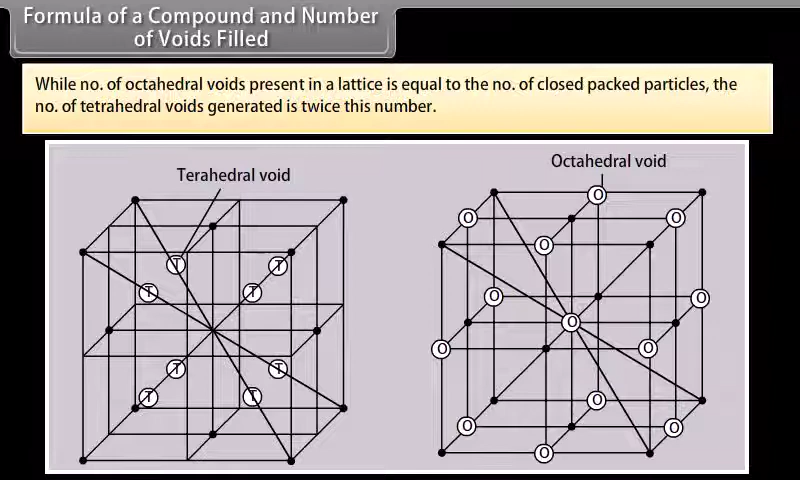 Formula of a Compound and Number
of Voids Filled
While no. of octahedral voids present in a lattice is equal to the no. of closed packed particles, the
no. of tetrahedral voids generated is twice this number.
Terahedral void
Octahedral void
T
T
T
T
T
T
T
T
O
O
O
O
O
O
O
O
O
O
O
O
O